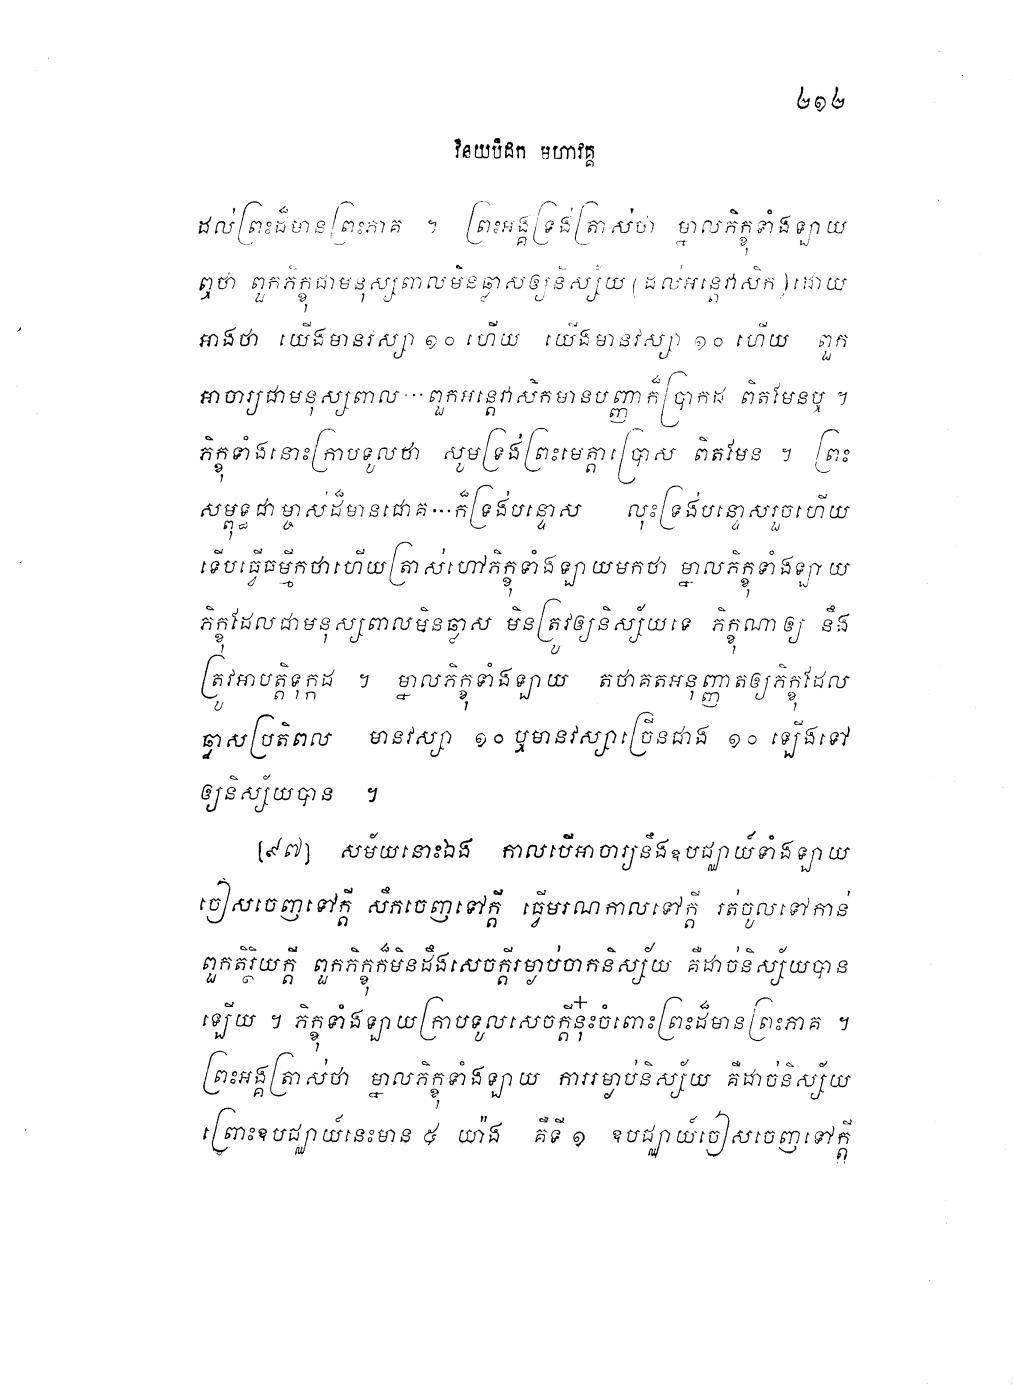 ២១២
វិនយបិដក មហាវគ្គ
ដល់ព្រះដ៏មានព្រះភាគ ។ ព្រះអង្គទ្រង់ត្រាស់ថា ម្នាលភិក្ខុទាំងឡាយ
ឮថា ពួកភិក្ខុជាមនុស្សពាលមិនឆ្លាសឲ្យនិស្ស័យ (ដល់អន្តេវាសិក) ដោយ
អាងថា យើងមានវស្សា ១០ ហើយ យើងមានវស្សា ១០ ហើយ ពួក
អាចារ្យជាមនុស្សពាល ... ពួកអន្តេវាសិកមានបញ្ញាក៏ប្រាកដ ពិតមែនឬ ។
ភិក្ខុទាំងនោះក្រាបទូលថា សូមទ្រង់ព្រះមេត្តាប្រោស ពិតមែន ។ ព្រះ
សម្ពុទ្ធជាម្ចាស់ដ៏មានជោគ ... ក៏ទ្រង់បន្ទោស លុះទ្រង់បន្ទោសរួចហើយ
ទើបធ្វើធម្មីកថាហើយត្រាស់ហៅភិក្ខុទាំងឡាយមកថា ម្នាលភិក្ខុទាំងឡាយ
ភិក្ខុដែលជាមនុស្សពាលមិនឆ្លាស មិនត្រូវឲ្យនិស្ស័យទេ ភិក្ខុណាឲ្យ នឹង
ត្រូវអាបត្តិទុក្កដ ។ ម្នាលភិក្ខុទាំងឡាយ តថាគតអនុញ្ញាតឲ្យភិក្ខុដែល
ឆ្លាសប្រតិពល មានវស្សា ១០ ឬមានវស្សាច្រើនជាង ១០ ឡើងទៅ
ឲ្យនិស្ស័យបាន ។
[៩៧] សម័យនោះឯង កាលបើអាចារ្យនឹងឧបជ្ឈាយ៍ទាំងឡាយ
ចៀសចេញទៅក្តី សឹកចេញទៅក្តី ធ្វើមរណកាលទៅក្តី រត់ចូលទៅកាន់
ពួកតិរ្ថិយក្តី ពួកភិក្ខុក៏មិនដឹងសេចក្តីរម្ងាប់ចាកនិស្ស័យ គឺដាច់និស្ស័យបាន
ឡើយ ។ ភិក្ខុទាំងឡាយក្រាបទូលសេចក្តីនុ៎ះចំពោះព្រះដ៏មានព្រះភាគ ។
ព្រះអង្គត្រាស់ថា ម្នាលភិក្ខុទាំងឡាយ ការរម្ងាប់និស្ស័យ គឺដាច់និស្ស័យ
ព្រោះឧបជ្ឈាយ៍នេះមាន ៥ យ៉ាង គឺទី ១ ឧបជ្ឈាយ៍ចៀសចេញទៅក្តី